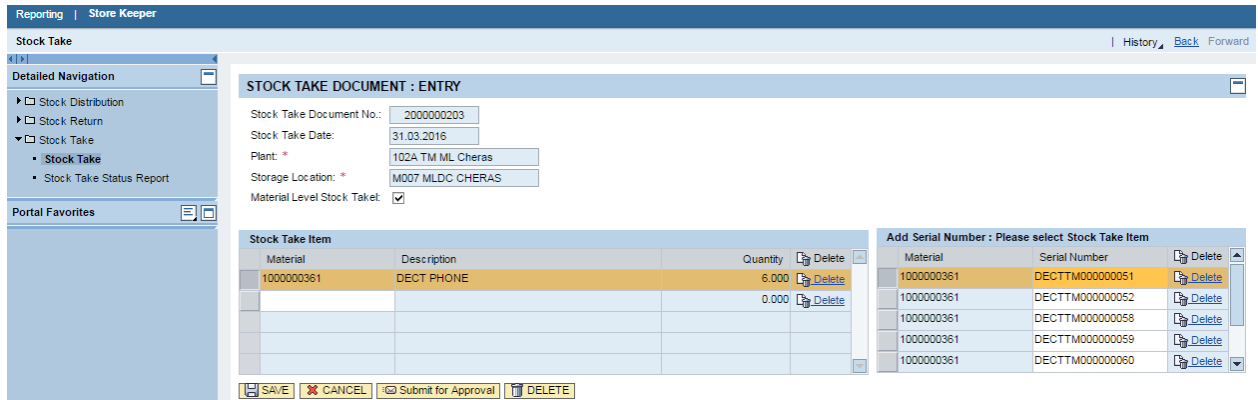 Reporting | Store Keeper
Stock Take
| History Back Forward
Detailed Navigation
Stock Distribution
Stock Return
Stock Take
Stock Take
Stock Take Status Report
Portal Favorites
STOCK TAKE DOCUMENT : ENTRY
Stock Take Document No.: 2000000203
Stock Take Date: 31.03.2016
Plant: * 102A TM ML Cheras
Storage Location: * M007 MLDC CHERAS
Material Level Stock Takel:
Stock Take Item
Material Description Quantity Delete
1000000361 DECT PHONE 6.000 Delete
0.000 Delete
SAVE CANCEL Submit for Approval DELETE
Add Serial Number : Please select Stock Take Item
Material Serial Number Delete
1000000361 DECTTM000000051 Delete
1000000361 DECTTM000000052 Delete
1000000361 DECTTM000000058 Delete
1000000361 DECTTM000000059 Delete
1000000361 DECTTM000000060 Delete